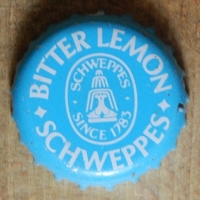 BITTER LEMON
SCHWEPPES
SCHWEPPES
SINCE 1783